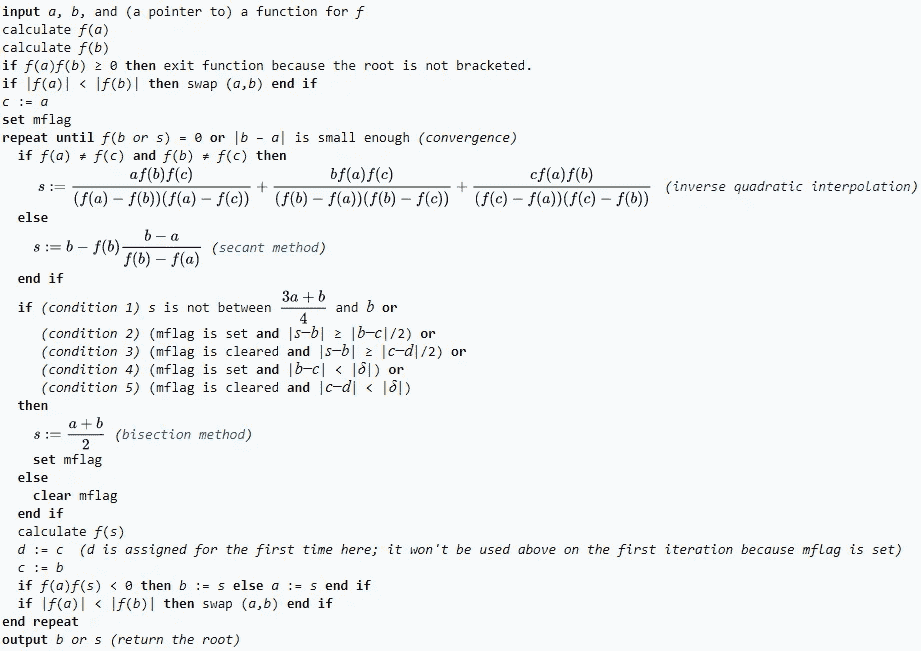 input a, b, and (a pointer to) a function for f
calculate f(a)
calculate f(b)
if f(a)f(b) ≥ 0 then exit function because the root is not bracketed.
if |f(a)| < |f(b)| then swap (a,b) end if
c := a
set mflag
repeat until f(b or s) = 0 or |b − a| is small enough (convergence)
if f(a) ≠ f(c) and f(b) ≠ f(c) then
s := af(b)f(c) / (f(a) − f(b))(f(a) − f(c)) + bf(a)f(c) / (f(b) − f(a))(f(b) − f(c)) + cf(a)f(b) / (f(c) − f(a))(f(c) − f(b)) (inverse quadratic interpolation)
else
s := b − f(b) b − a / f(b) − f(a) (secant method)
end if
if (condition 1) s is not between 3a + b / 4 and b or
(condition 2) (mflag is set and |s−b| ≥ |b−c|/2) or
(condition 3) (mflag is cleared and |s−b| ≥ |c−d|/2) or
(condition 4) (mflag is set and |b−c| < |δ|) or
(condition 5) (mflag is cleared and |c−d| < |δ|)
then
s := a + b / 2 (bisection method)
set mflag
else
clear mflag
end if
calculate f(s)
d := c (d is assigned for the first time here; it won't be used above on the first iteration because mflag is set)
c := b
if f(a)f(s) < 0 then b := s else a := s end if
if |f(a)| < |f(b)| then swap (a,b) end if
end repeat
output b or s (return the root)